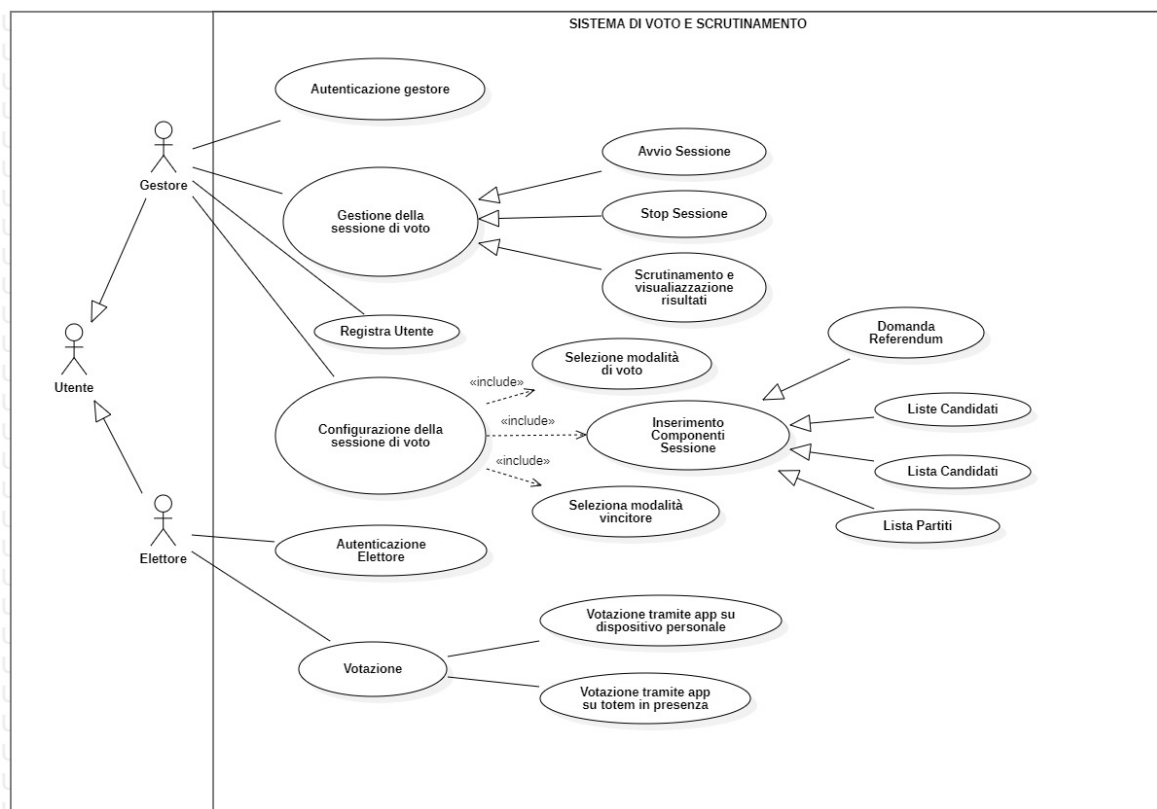 SISTEMA DI VOTO E SCRUTINAMENTO
Autenticazione gestore
Gestore
Avvio Sessione
Gestione della
sessione di voto
Stop Sessione
Scrutinamento e
visualiazzazione
risultati
Registra Utente
Domanda
Referendum
Utente
Selezione modalità
di voto
«include»
Configurazione della
sessione di voto
«include»
Inserimento
Componenti
Sessione
Liste Candidati
«include»
Lista Candidati
Seleziona modalità
vincitore
Lista Partiti
Elettore
Autenticazione
Elettore
Votazione tramite app su
dispositivo personale
Votazione
Votazione tramite app
su totem in presenza